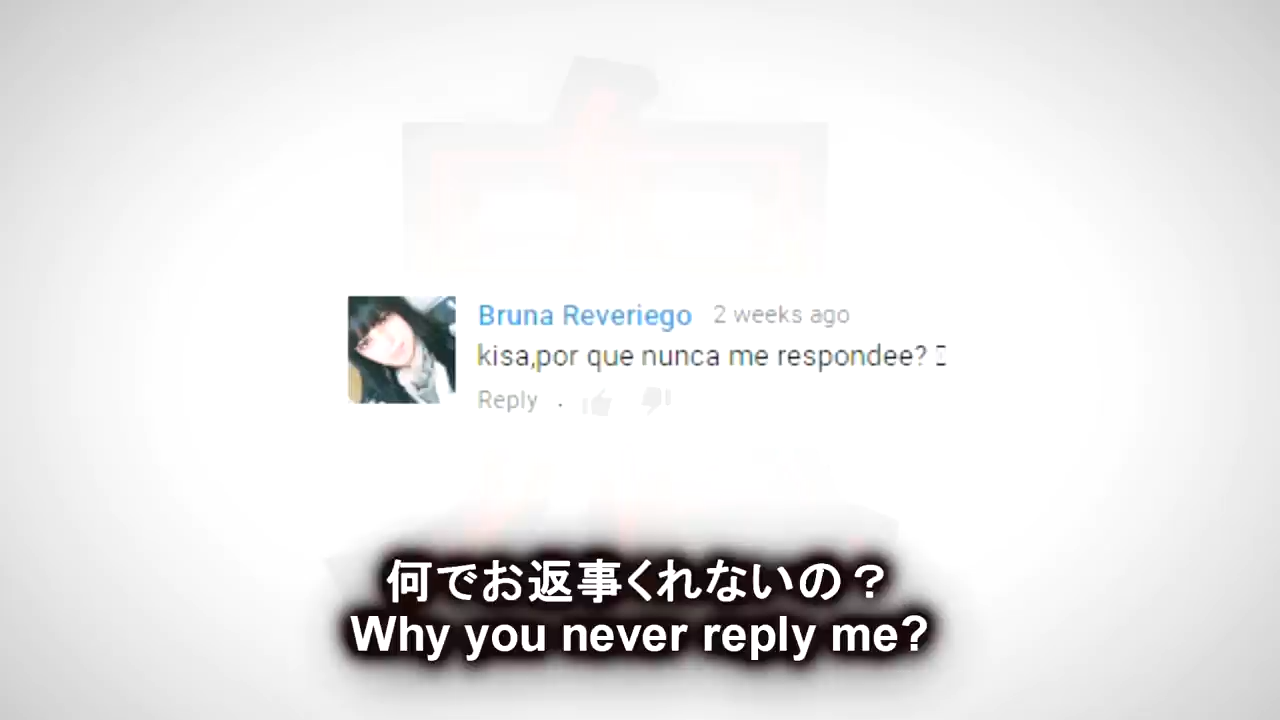 Bruna Reveriego 2 weeks ago
kisa,por que nunca me respondee?
Reply .
何でお返事くれないの？
Why you never reply me?